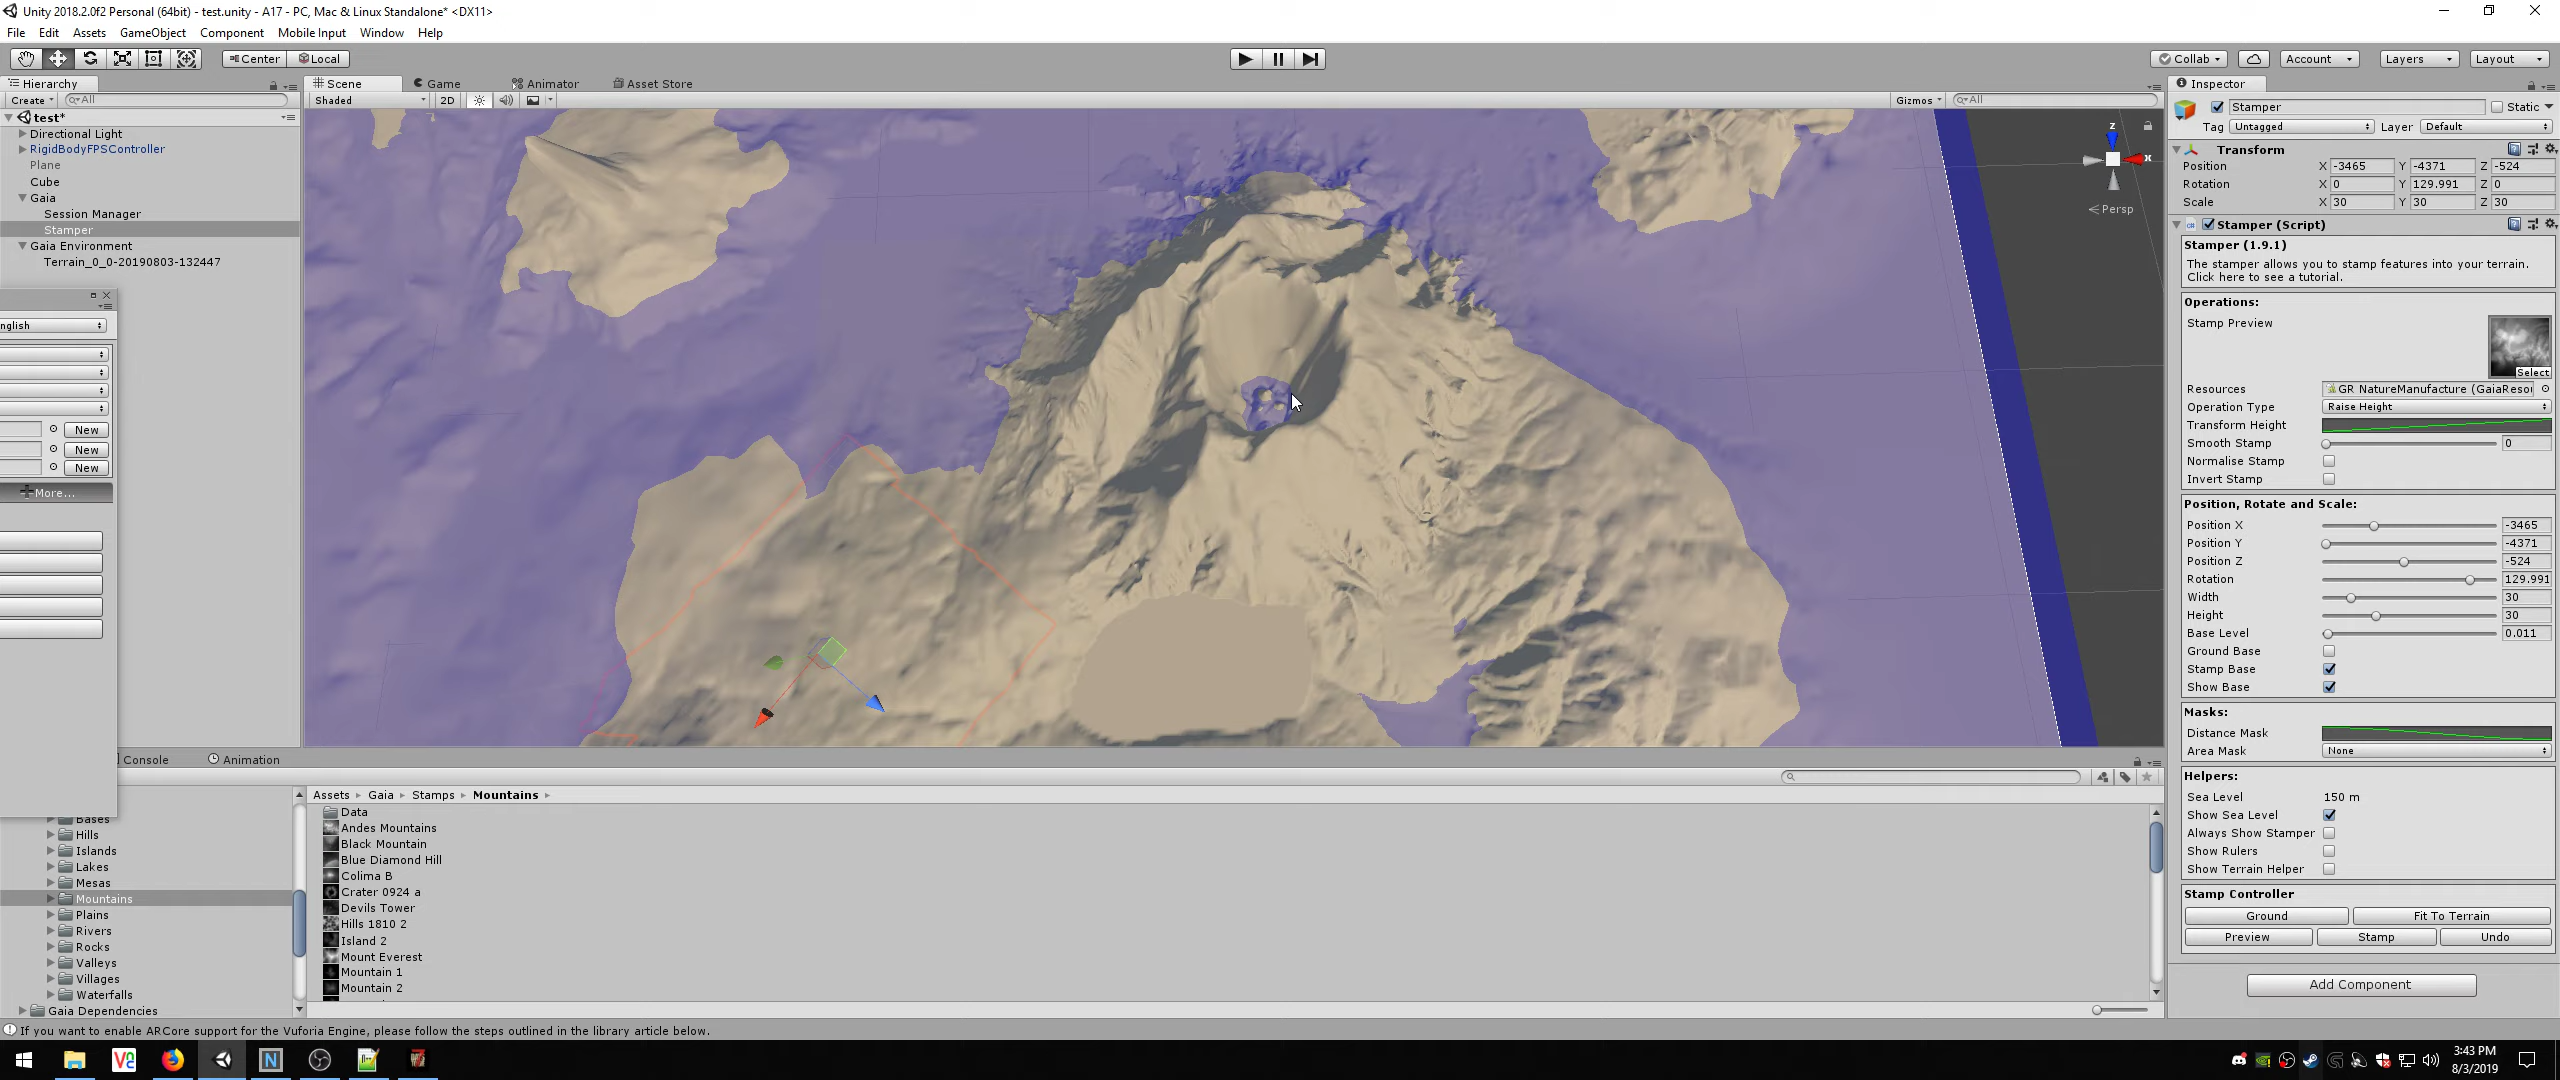 Unity 2018.2.0f2 Personal (64bit) - test.unity - A17 - PC, Mac & Linux Standalone* <DX11>
File Edit Assets GameObject Component Mobile Input Window Help
Center Local
Collab Account Layers Layout
Hierarchy
Create All
test*
Directional Light
RigidBodyFPSController
Plane
Cube
Gaia
Session Manager
Stamper
Gaia Environment
Terrain_0_0-20190803-132447
nglish
New
New
New
More...
Scene Game Animator Asset Store
Shaded 2D Gizmos All
z
x
Persp
Console Animation
Bases
Hills
Islands
Lakes
Mesas
Mountains
Plains
Rivers
Rocks
Valleys
Villages
Waterfalls
Gaia Dependencies
Assets Gaia Stamps Mountains
Data
Andes Mountains
Black Mountain
Blue Diamond Hill
Colima B
Crater 0924 a
Devils Tower
Hills 1810 2
Island 2
Mount Everest
Mountain 1
Mountain 2
Inspector
Stamper Static
Tag Untagged Layer Default
Transform
Position X -3465 Y -4371 Z -524
Rotation X 0 Y 129.991 Z 0
Scale X 30 Y 30 Z 30
Stamper (Script)
Stamper (1.9.1)
The stamper allows you to stamp features into your terrain.
Click here to see a tutorial.
Operations:
Stamp Preview
Select
Resources GR NatureManufacture (GaiaResou
Operation Type Raise Height
Transform Height
Smooth Stamp 0
Normalise Stamp
Invert Stamp
Position, Rotate and Scale:
Position X -3465
Position Y -4371
Position Z -524
Rotation 129.991
Width 30
Height 30
Base Level 0.011
Ground Base
Stamp Base
Show Base
Masks:
Distance Mask
Area Mask None
Helpers:
Sea Level 150 m
Show Sea Level
Always Show Stamper
Show Rulers
Show Terrain Helper
Stamp Controller
Ground Fit To Terrain
Preview Stamp Undo
Add Component
If you want to enable ARCore support for the Vuforia Engine, please follow the steps outlined in the library article below.
3:43 PM
8/3/2019